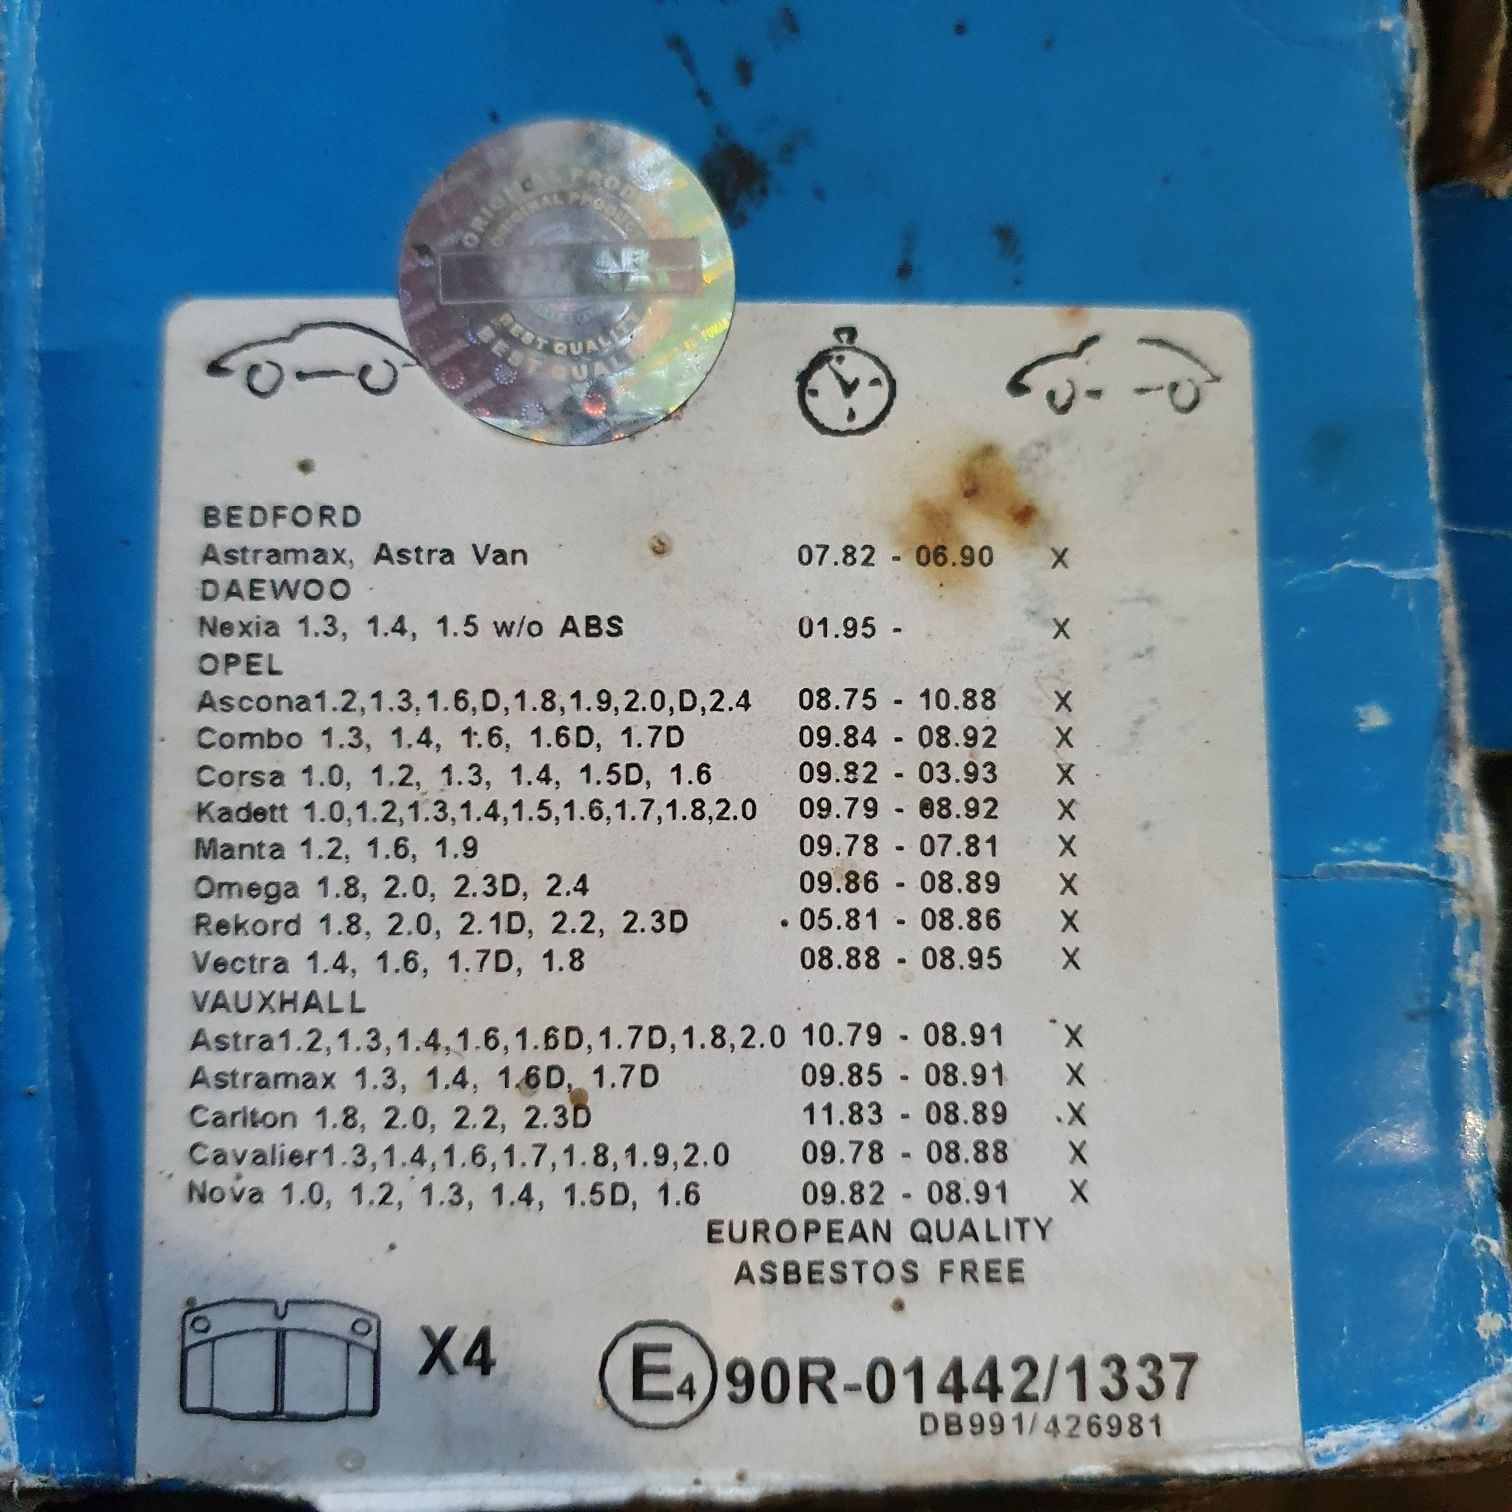 ORIGINAL PRODU
ORIGINAL PRODU
BEST QUALITY
BEST QUALI
BEDFORD
Astramax, Astra Van 07.82 - 06.90 X
DAEWOO
Nexia 1.3, 1.4, 1.5 w/o ABS 01.95 - X
OPEL
Ascona1.2,1.3,1.6,D,1.8,1.9,2.0,D,2.4 08.75 - 10.88 X
Combo 1.3, 1.4, 1.6, 1.6D, 1.7D 09.84 - 08.92 X
Corsa 1.0, 1.2, 1.3, 1.4, 1.5D, 1.6 09.82 - 03.93 X
Kadett 1.0,1.2,1.3,1.4,1.5,1.6,1.7,1.8,2.0 09.79 - 08.92 X
Manta 1.2, 1.6, 1.9 09.78 - 07.81 X
Omega 1.8, 2.0, 2.3D, 2.4 09.86 - 08.89 X
Rekord 1.8, 2.0, 2.1D, 2.2, 2.3D 05.81 - 08.86 X
Vectra 1.4, 1.6, 1.7D, 1.8 08.88 - 08.95 X
VAUXHALL
Astra1.2,1.3,1.4,1.6,1.6D,1.7D,1.8,2.0 10.79 - 08.91 X
Astramax 1.3, 1.4, 1.6D, 1.7D 09.85 - 08.91 X
Carlton 1.8, 2.0, 2.2, 2.3D 11.83 - 08.89 X
Cavalier1.3,1.4,1.6,1.7,1.8,1.9,2.0 09.78 - 08.88 X
Nova 1.0, 1.2, 1.3, 1.4, 1.5D, 1.6 09.82 - 08.91 X
EUROPEAN QUALITY
ASBESTOS FREE
X4 E4 90R-01442/1337
DB991/426981